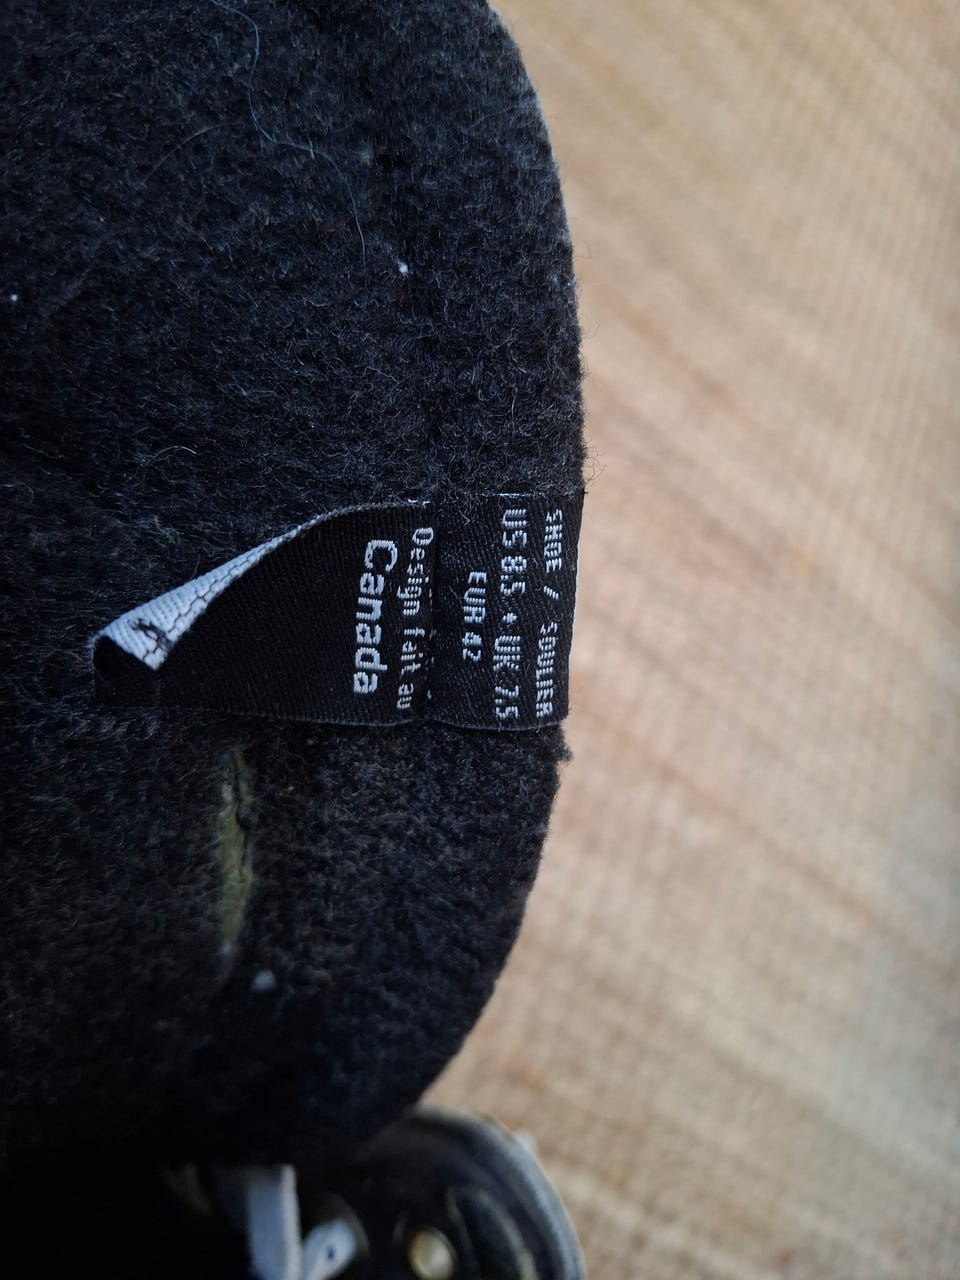 SHOE / SOULIER
US 8.5 • UK 7.5
EUR 42
Design fait au
Canada